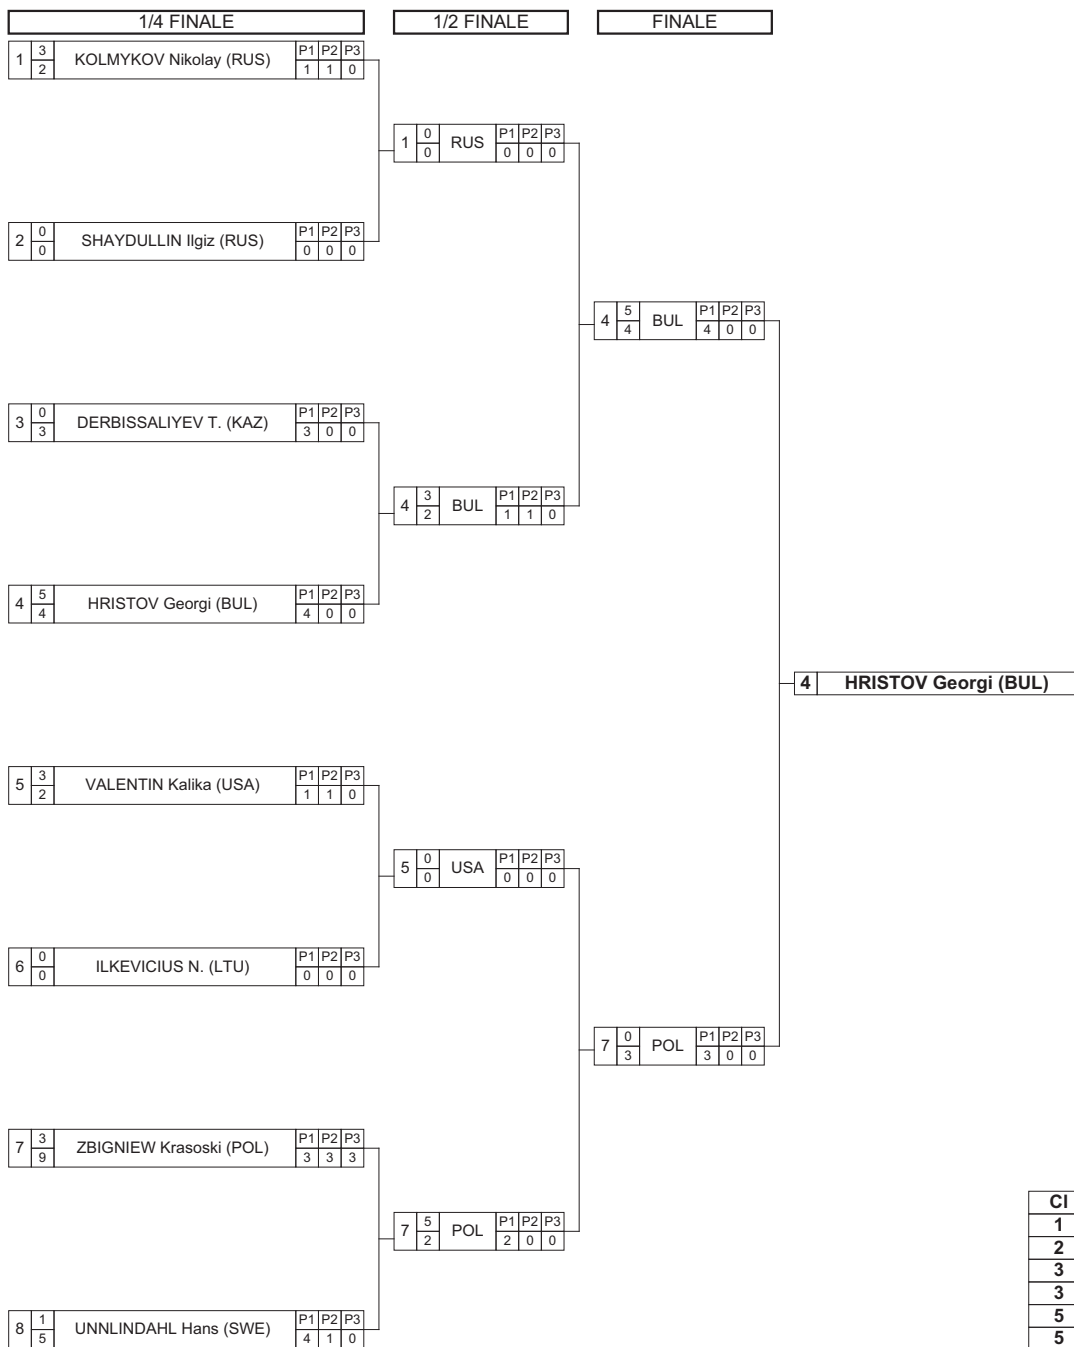 1/4 FINALE 1/2 FINALE FINALE
1 3 2 KOLMYKOV Nikolay (RUS) P1 P2 P3 1 1 0
1 0 0 RUS P1 P2 P3 0 0 0
2 0 0 SHAYDULLIN Ilgiz (RUS) P1 P2 P3 0 0 0
4 5 4 BUL P1 P2 P3 4 0 0
3 0 3 DERBISSALIYEV T. (KAZ) P1 P2 P3 3 0 0
4 3 2 BUL P1 P2 P3 1 1 0
4 5 4 HRISTOV Georgi (BUL) P1 P2 P3 4 0 0
4 HRISTOV Georgi (BUL)
5 3 2 VALENTIN Kalika (USA) P1 P2 P3 1 1 0
5 0 0 USA P1 P2 P3 0 0 0
6 0 0 ILKEVICIUS N. (LTU) P1 P2 P3 0 0 0
7 0 3 POL P1 P2 P3 3 0 0
7 3 9 ZBIGNIEW Krasoski (POL) P1 P2 P3 3 3 3
7 5 2 POL P1 P2 P3 2 0 0
8 1 5 UNNLINDAHL Hans (SWE) P1 P2 P3 4 1 0
Cl
1
2
3
3
5
5